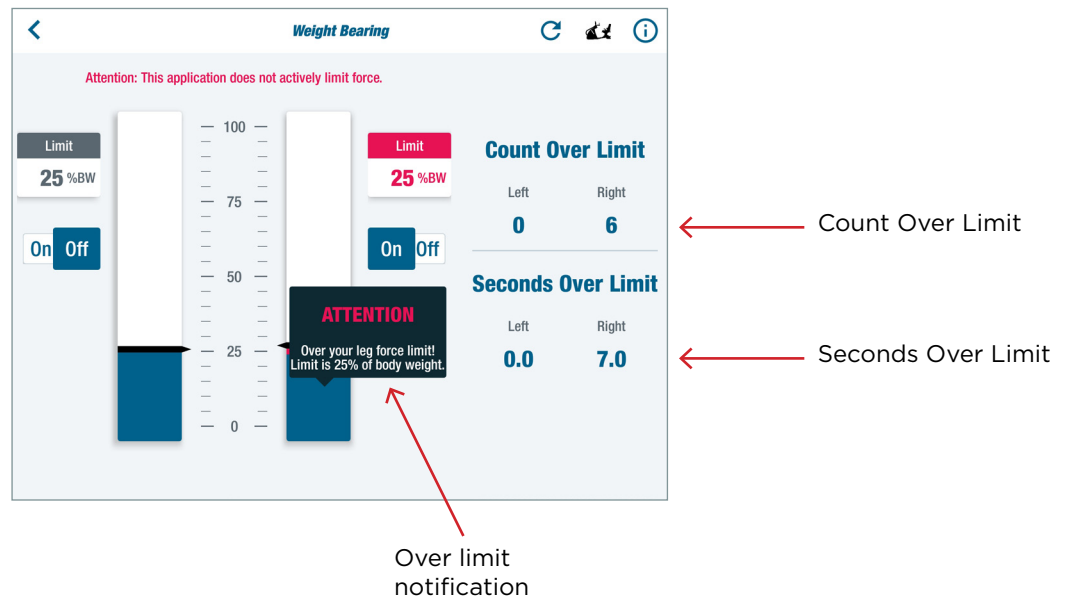 Weight Bearing
Attention: This application does not actively limit force.
Limit
25 %BW
On Off
100
75
50
25
0
Limit
25 %BW
On Off
ATTENTION
Over your leg force limit!
Limit is 25% of body weight.
Count Over Limit
Left Right
0 6
Seconds Over Limit
Left Right
0.0 7.0
Count Over Limit
Seconds Over Limit
Over limit
notification